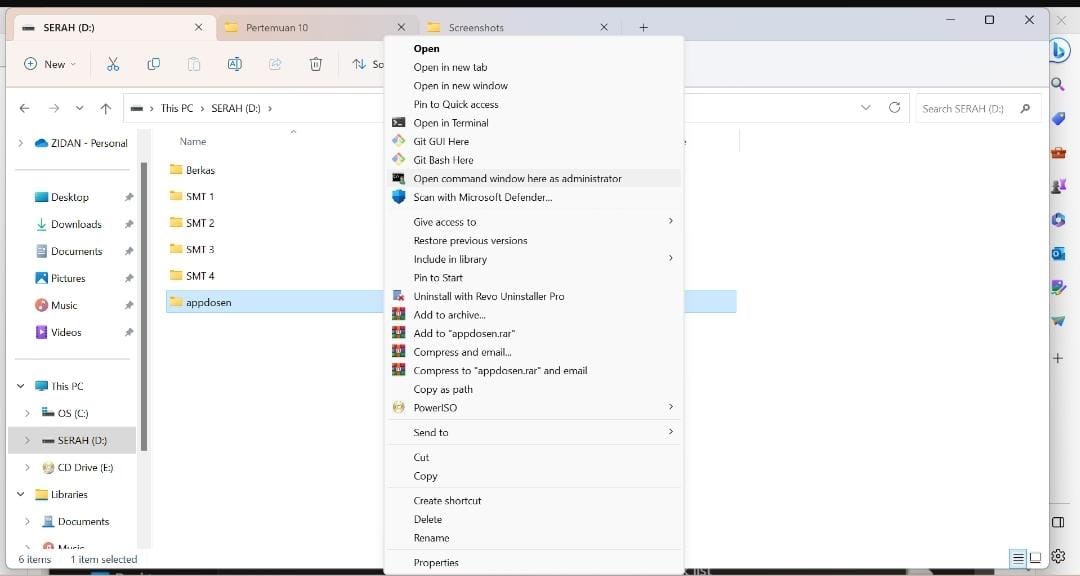 SERAH (D:)
Pertemuan 10
Screenshots
New
So
This PC
SERAH (D:)
Search SERAH (D:)
ZIDAN - Personal
Desktop
Downloads
Documents
Pictures
Music
Videos
This PC
OS (C:)
SERAH (D:)
CD Drive (E:)
Libraries
Documents
Music
6 items
1 item selected
Name
Berkas
SMT 1
SMT 2
SMT 3
SMT 4
appdosen
Open
Open in new tab
Open in new window
Pin to Quick access
Open in Terminal
Git GUI Here
Git Bash Here
Open command window here as administrator
Scan with Microsoft Defender...
Give access to
Restore previous versions
Include in library
Pin to Start
Uninstall with Revo Uninstaller Pro
Add to archive...
Add to "appdosen.rar"
Compress and email...
Compress to "appdosen.rar" and email
Copy as path
PowerISO
Send to
Cut
Copy
Create shortcut
Delete
Rename
Properties